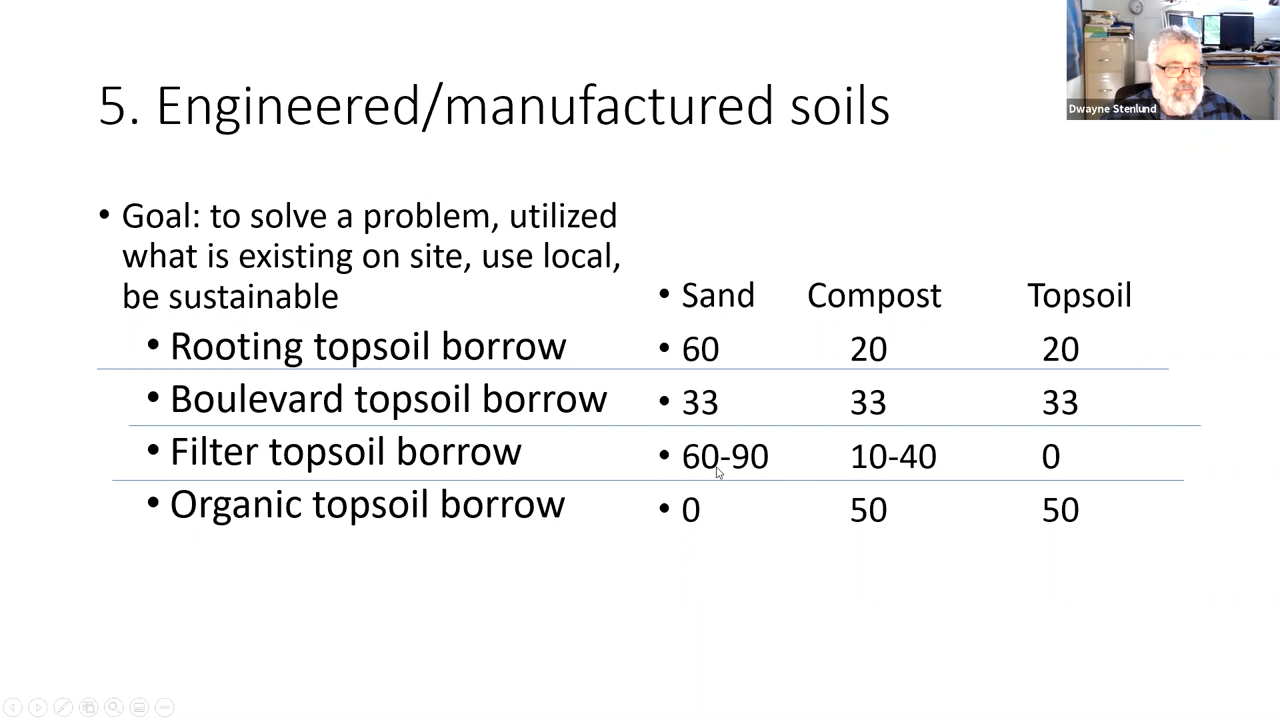 5. Engineered/manufactured soils
Dwayne Stenlund
• Goal: to solve a problem, utilized
what is existing on site, use local,
be sustainable
• Sand Compost Topsoil
• Rooting topsoil borrow • 60 20 20
• Boulevard topsoil borrow • 33 33 33
• Filter topsoil borrow • 60-90 10-40 0
• Organic topsoil borrow • 0 50 50